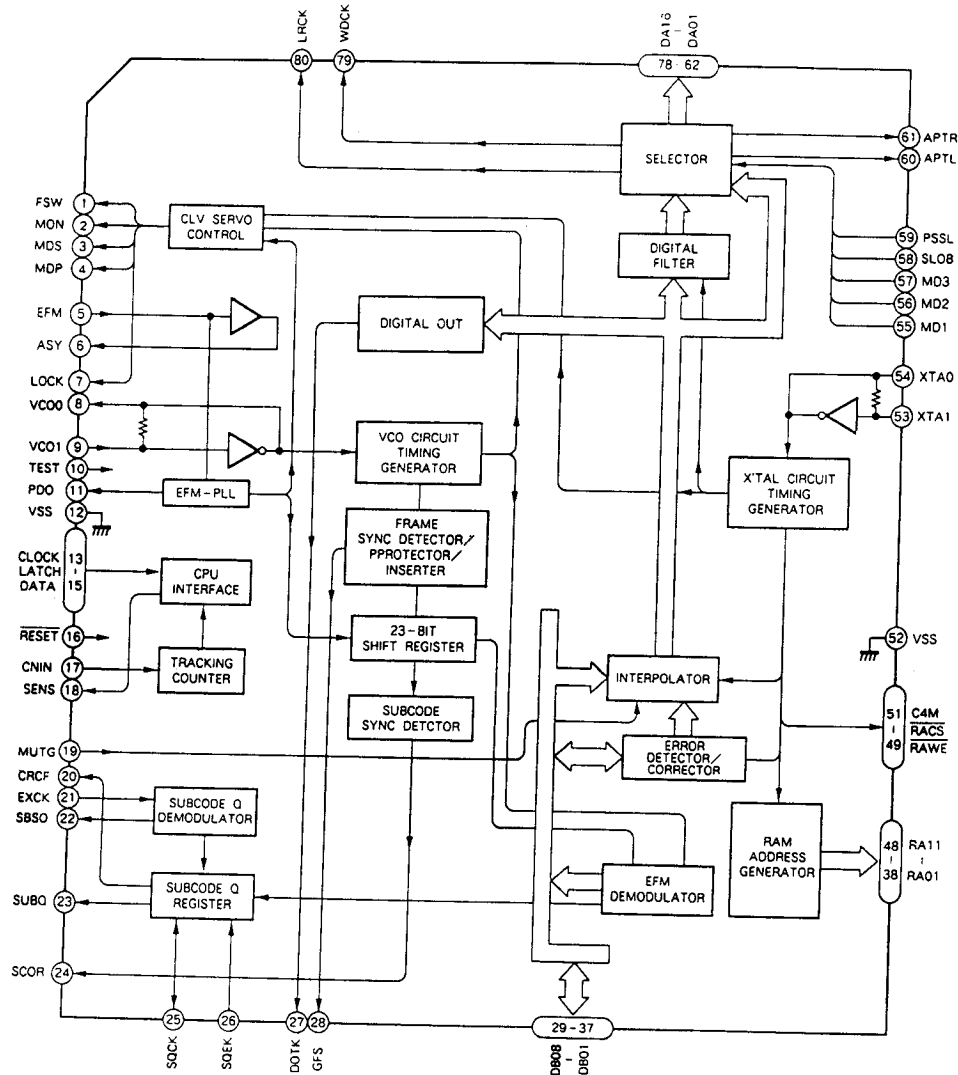 LRCK
WDCK
DA16
DA01
80
79
78 - 62
61 APTR
60 APTL
SELECTOR
FSW 1
MON 2
MDS 3
MDP 4
CLV SERVO
CONTROL
59 PSSL
58 SLOB
57 MD3
56 MD2
55 MD1
DIGITAL
FILTER
EFM 5
ASY 6
DIGITAL OUT
LOCK 7
VCO0 8
54 XTA0
53 XTA1
VCO1 9
TEST 10
PDO 11
VSS 12
VCO CIRCUIT
TIMING
GENERATOR
EFM-PLL
X'TAL CIRCUIT
TIMING
GENERATOR
FRAME
SYNC DETECTOR/
PPROTECTOR/
INSERTER
CLOCK
LATCH
DATA
13
15
CPU
INTERFACE
RESET 16
CNIN 17
SENS 18
TRACKING
COUNTER
23-BIT
SHIFT REGISTER
52 VSS
INTERPOLATOR
SUBCODE
SYNC DETCTOR
51
49
C4M
RACS
RAWE
MUTG 19
CRCF 20
EXCK 21
SBSO 22
ERROR
DETECTOR/
CORRECTOR
SUBCODE Q
DEMODULATOR
RAM
ADDRESS
GENERATOR
48
38
RA11
RA01
SUBQ 23
SUBCODE Q
REGISTER
EFM
DEMODULATOR
SCOR 24
25
26
27
28
29 - 37
SQCK
SQEK
DOTK
GFS
DB08
DB01